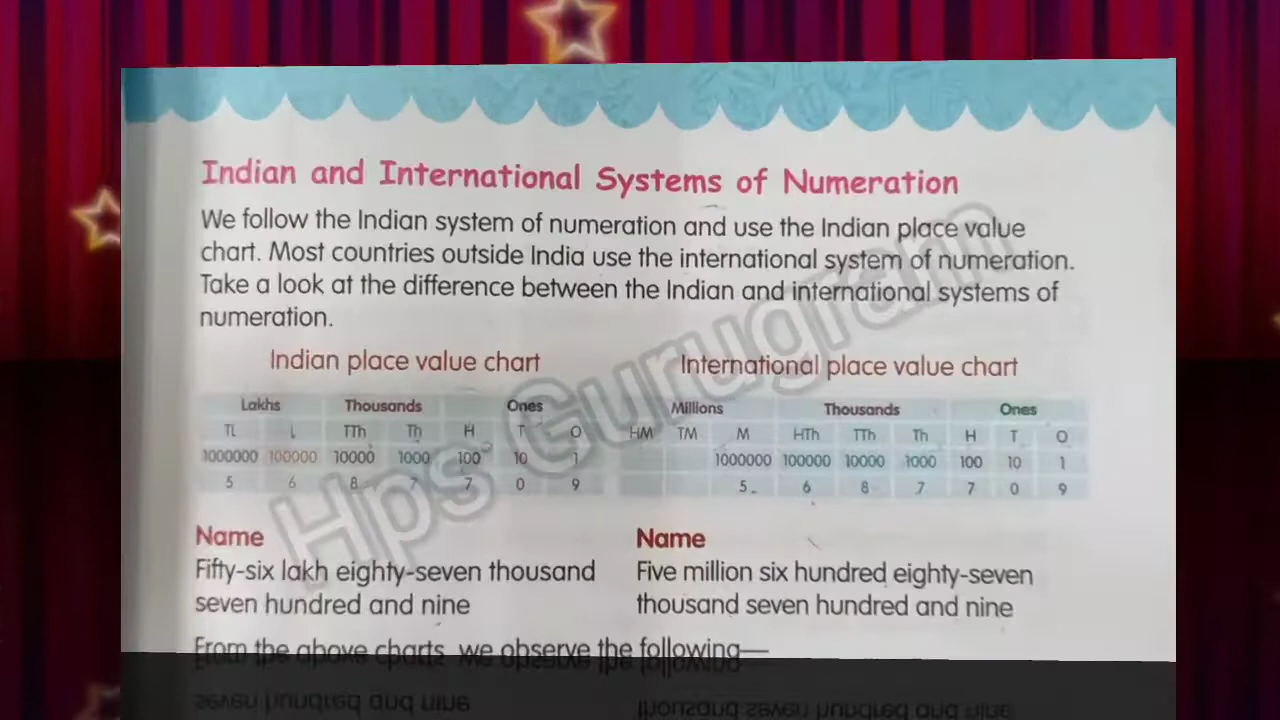 Indian and International Systems of Numeration
We follow the Indian system of numeration and use the Indian place value
chart. Most countries outside India use the international system of numeration.
Take a look at the difference between the Indian and international systems of
numeration.
Indian place value chart
Lakhs Thousands Ones
TL L TTh Th H T O
1000000 100000 10000 1000 100 10 1
5 6 8 7 7 0 9
International place value chart
Millions Thousands Ones
HM TM M HTh TTh Th H T O
1000000 100000 10000 1000 100 10 1
5 6 8 7 7 0 9
Name
Fifty-six lakh eighty-seven thousand
seven hundred and nine
Name
Five million six hundred eighty-seven
thousand seven hundred and nine
From the above charts, we observe the following—
Hps Gurugram